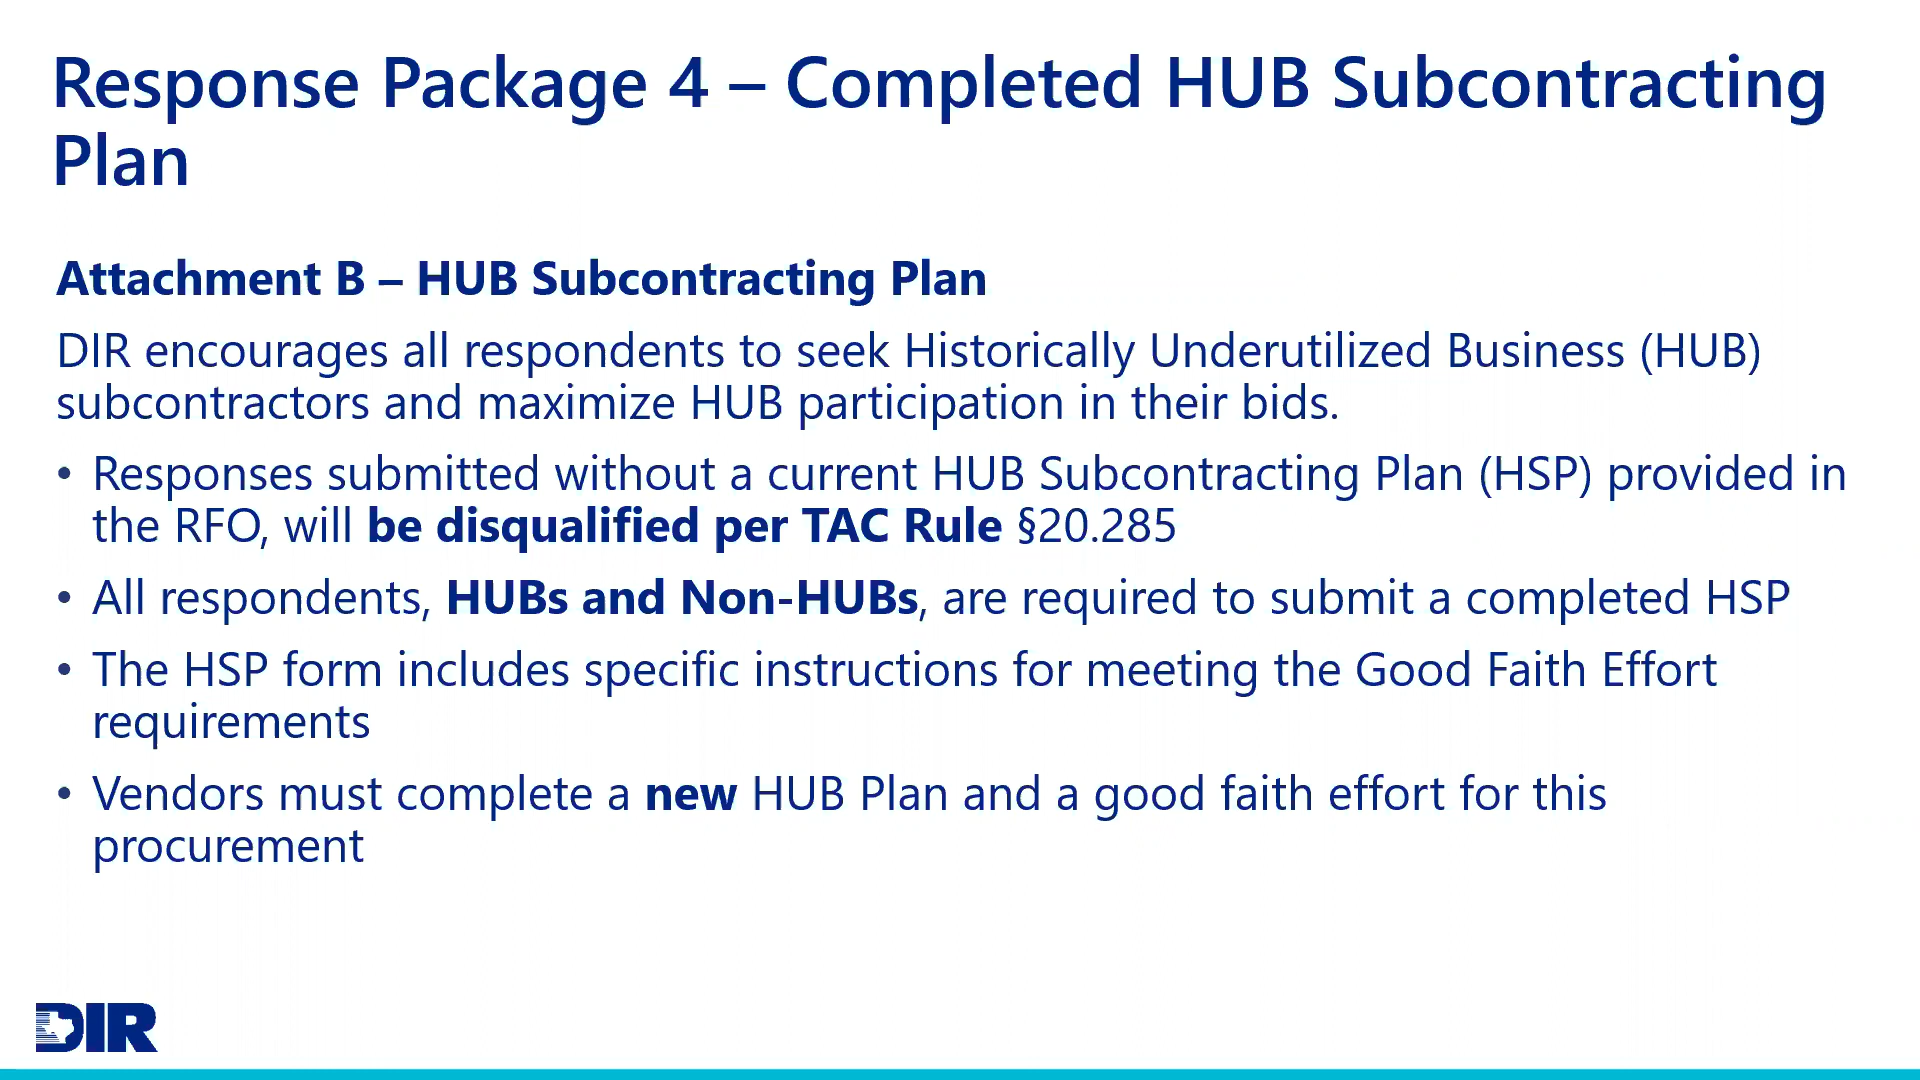 Response Package 4 – Completed HUB Subcontracting
Plan
Attachment B – HUB Subcontracting Plan
DIR encourages all respondents to seek Historically Underutilized Business (HUB)
subcontractors and maximize HUB participation in their bids.
• Responses submitted without a current HUB Subcontracting Plan (HSP) provided in
the RFO, will be disqualified per TAC Rule §20.285
• All respondents, HUBs and Non-HUBs, are required to submit a completed HSP
• The HSP form includes specific instructions for meeting the Good Faith Effort
requirements
• Vendors must complete a new HUB Plan and a good faith effort for this
procurement
DIR